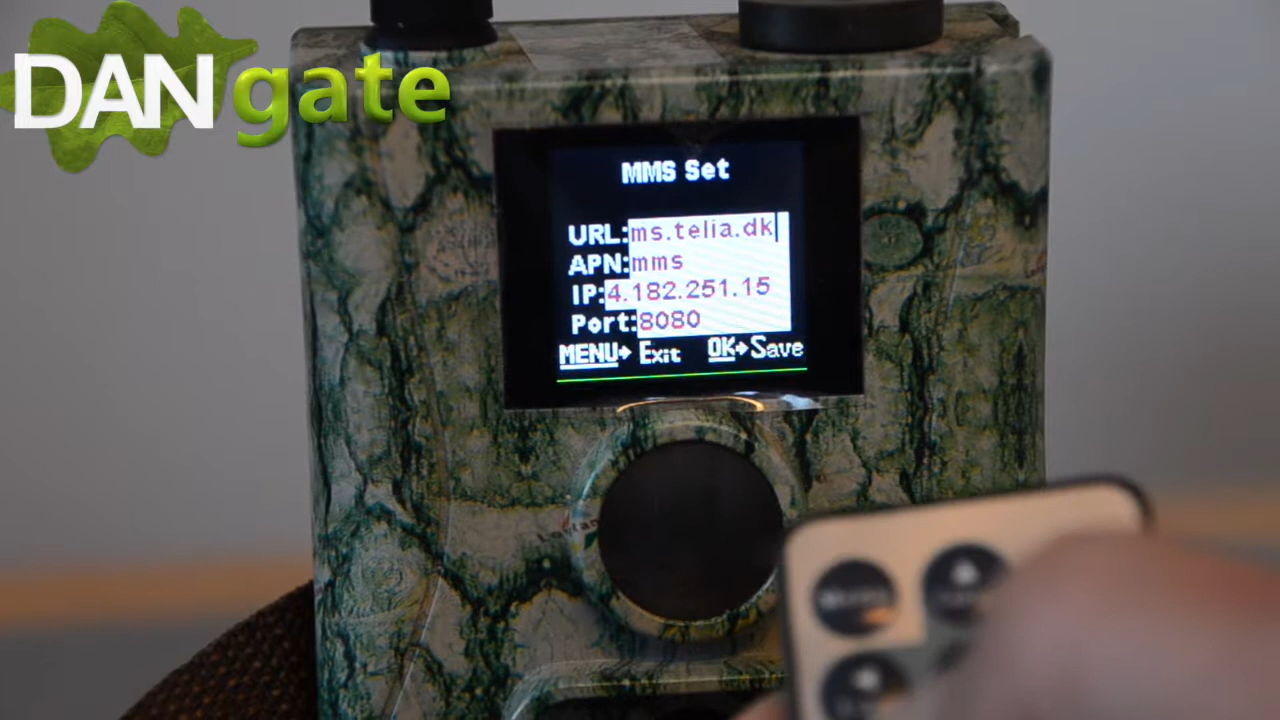 DANgate
MMS Set
URL:ms.telia.dk
APN:mms
IP:4.182.251.15
Port:8080
MENU→Exit OK→Save